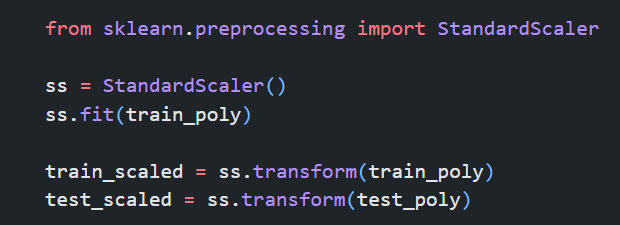 from sklearn.preprocessing import StandardScaler
ss = StandardScaler()
ss.fit(train_poly)
train_scaled = ss.transform(train_poly)
test_scaled = ss.transform(test_poly)